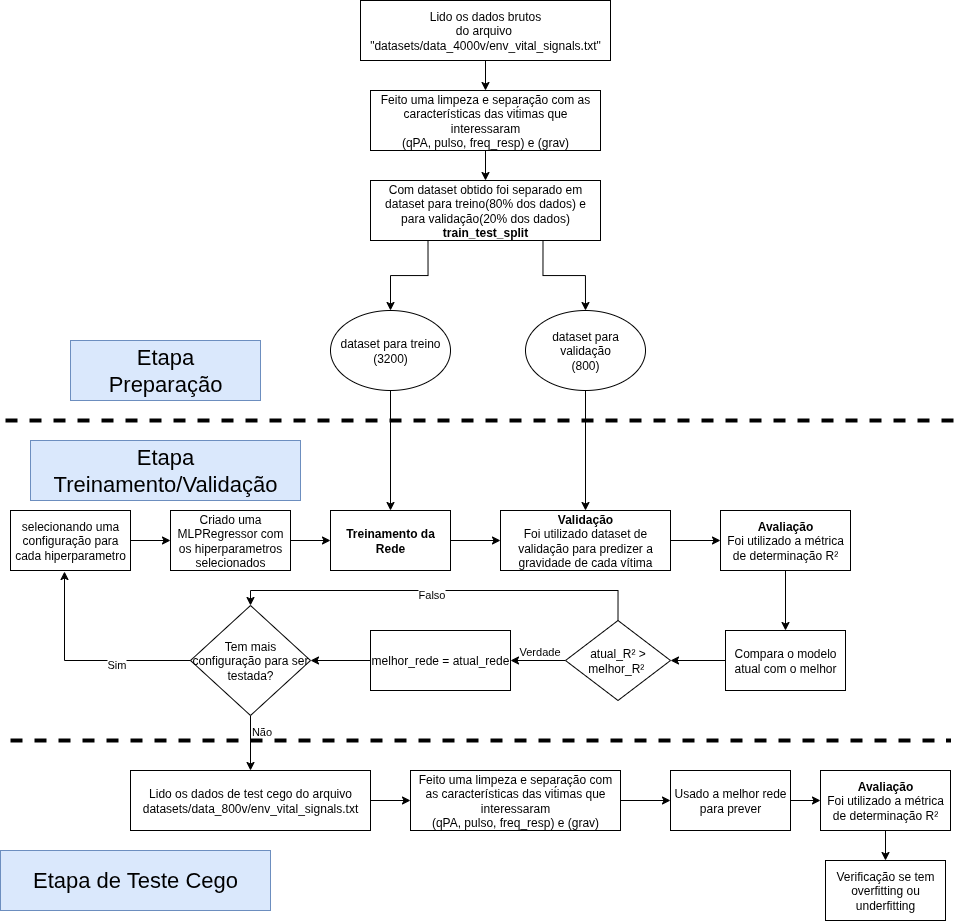 Lido os dados brutos
do arquivo
"datasets/data_4000v/env_vital_signals.txt"
Feito uma limpeza e separação com as
características das vitimas que
interessaram
(qPA, pulso, freq_resp) e (grav)
Com dataset obtido foi separado em
dataset para treino(80% dos dados) e
para validação(20% dos dados)
train_test_split
dataset para treino
(3200)
dataset para
validação
(800)
Etapa
Preparação
Etapa
Treinamento/Validação
selecionando uma
configuração para
cada hiperparametro
Criado uma
MLPRegressor com
os hiperparametros
selecionados
Treinamento da
Rede
Validação
Foi utilizado dataset de
validação para predizer a
gravidade de cada vítima
Avaliação
Foi utilizado a métrica
de determinação R²
Falso
Tem mais
configuração para ser
testada?
Sim
melhor_rede = atual_rede
Verdade
atual_R² >
melhor_R²
Compara o modelo
atual com o melhor
Não
Lido os dados de test cego do arquivo
datasets/data_800v/env_vital_signals.txt
Feito uma limpeza e separação com
as características das vitimas que
interessaram
(qPA, pulso, freq_resp) e (grav)
Usado a melhor rede
para prever
Avaliação
Foi utilizado a métrica
de determinação R²
Etapa de Teste Cego
Verificação se tem
overfitting ou
underfitting